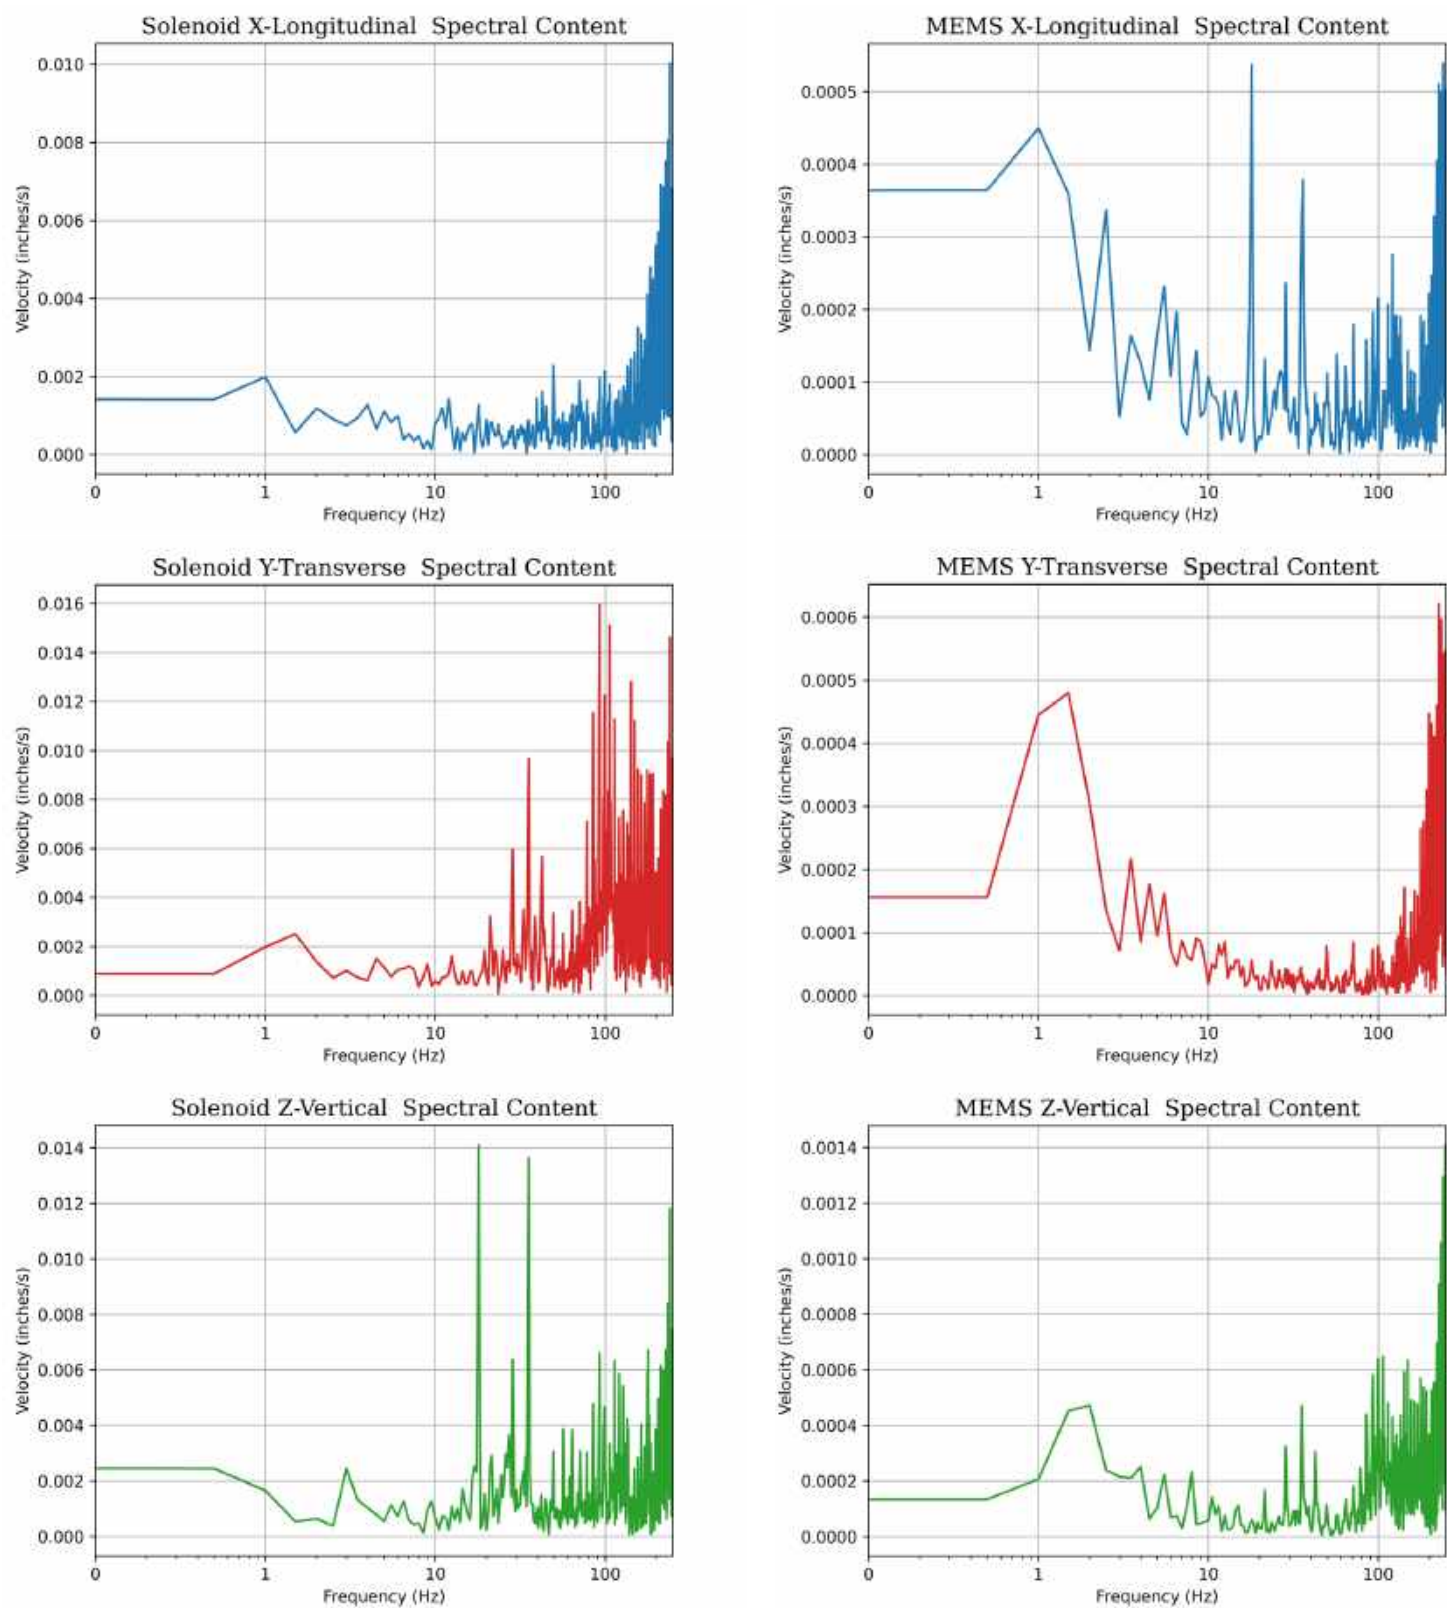 Solenoid X-Longitudinal Spectral Content
Velocity (inches/s)
0.010
0.008
0.006
0.004
0.002
0.000
0 1 10 100
Frequency (Hz)
MEMS X-Longitudinal Spectral Content
Velocity (inches/s)
0.0005
0.0004
0.0003
0.0002
0.0001
0.0000
0 1 10 100
Frequency (Hz)
Solenoid Y-Transverse Spectral Content
Velocity (inches/s)
0.016
0.014
0.012
0.010
0.008
0.006
0.004
0.002
0.000
0 1 10 100
Frequency (Hz)
MEMS Y-Transverse Spectral Content
Velocity (inches/s)
0.0006
0.0005
0.0004
0.0003
0.0002
0.0001
0.0000
0 1 10 100
Frequency (Hz)
Solenoid Z-Vertical Spectral Content
Velocity (inches/s)
0.014
0.012
0.010
0.008
0.006
0.004
0.002
0.000
0 1 10 100
Frequency (Hz)
MEMS Z-Vertical Spectral Content
Velocity (inches/s)
0.0014
0.0012
0.0010
0.0008
0.0006
0.0004
0.0002
0.0000
0 1 10 100
Frequency (Hz)